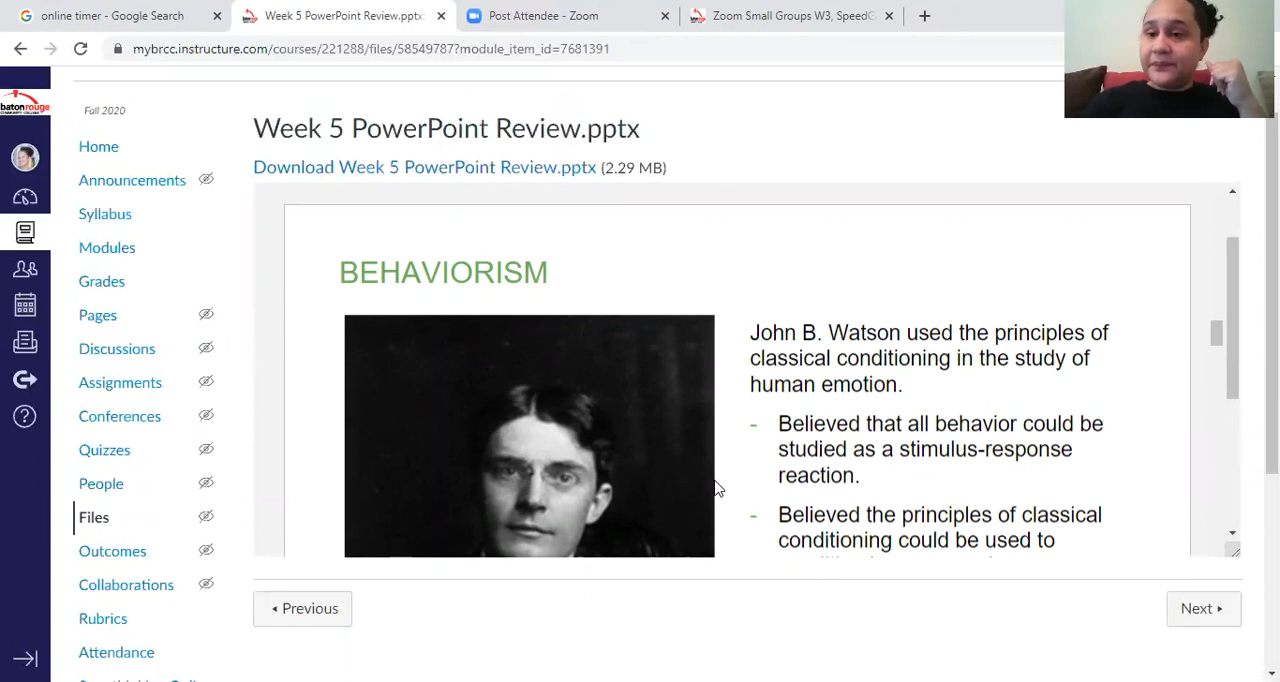 online timer - Google Search
Week 5 PowerPoint Review.pptx
Post Attendee - Zoom
Zoom Small Groups W3, SpeedG
mybrcc.instructure.com/courses/221288/files/58549787?module_item_id=7681391
baton rouge
COMMUNITY COLLEGE
Fall 2020
Home
Announcements
Syllabus
Modules
Grades
Pages
Discussions
Assignments
Conferences
Quizzes
People
Files
Outcomes
Collaborations
Rubrics
Attendance
Week 5 PowerPoint Review.pptx
Download Week 5 PowerPoint Review.pptx (2.29 MB)
BEHAVIORISM
John B. Watson used the principles of
classical conditioning in the study of
human emotion.
- Believed that all behavior could be
studied as a stimulus-response
reaction.
- Believed the principles of classical
conditioning could be used to
Previous
Next